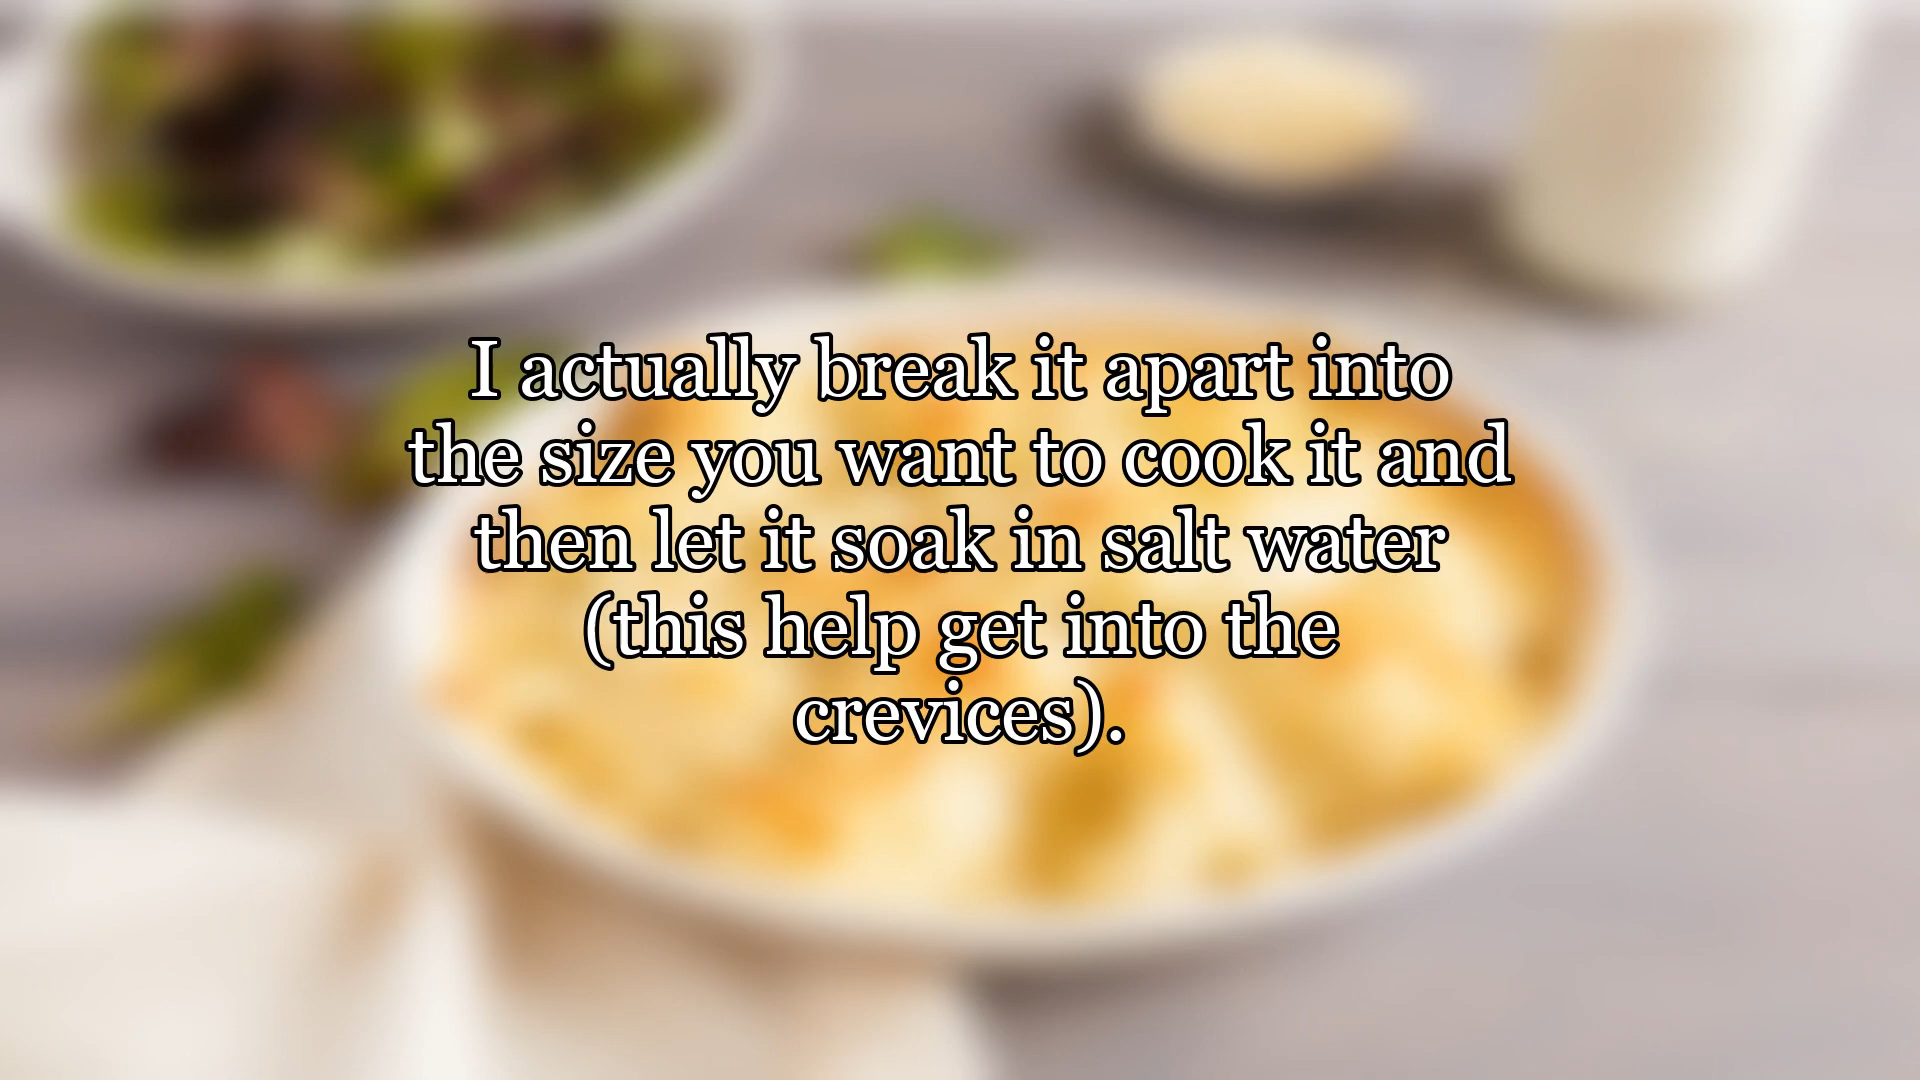 I actually break it apart into
the size you want to cook it and
then let it soak in salt water
(this help get into the
crevices).